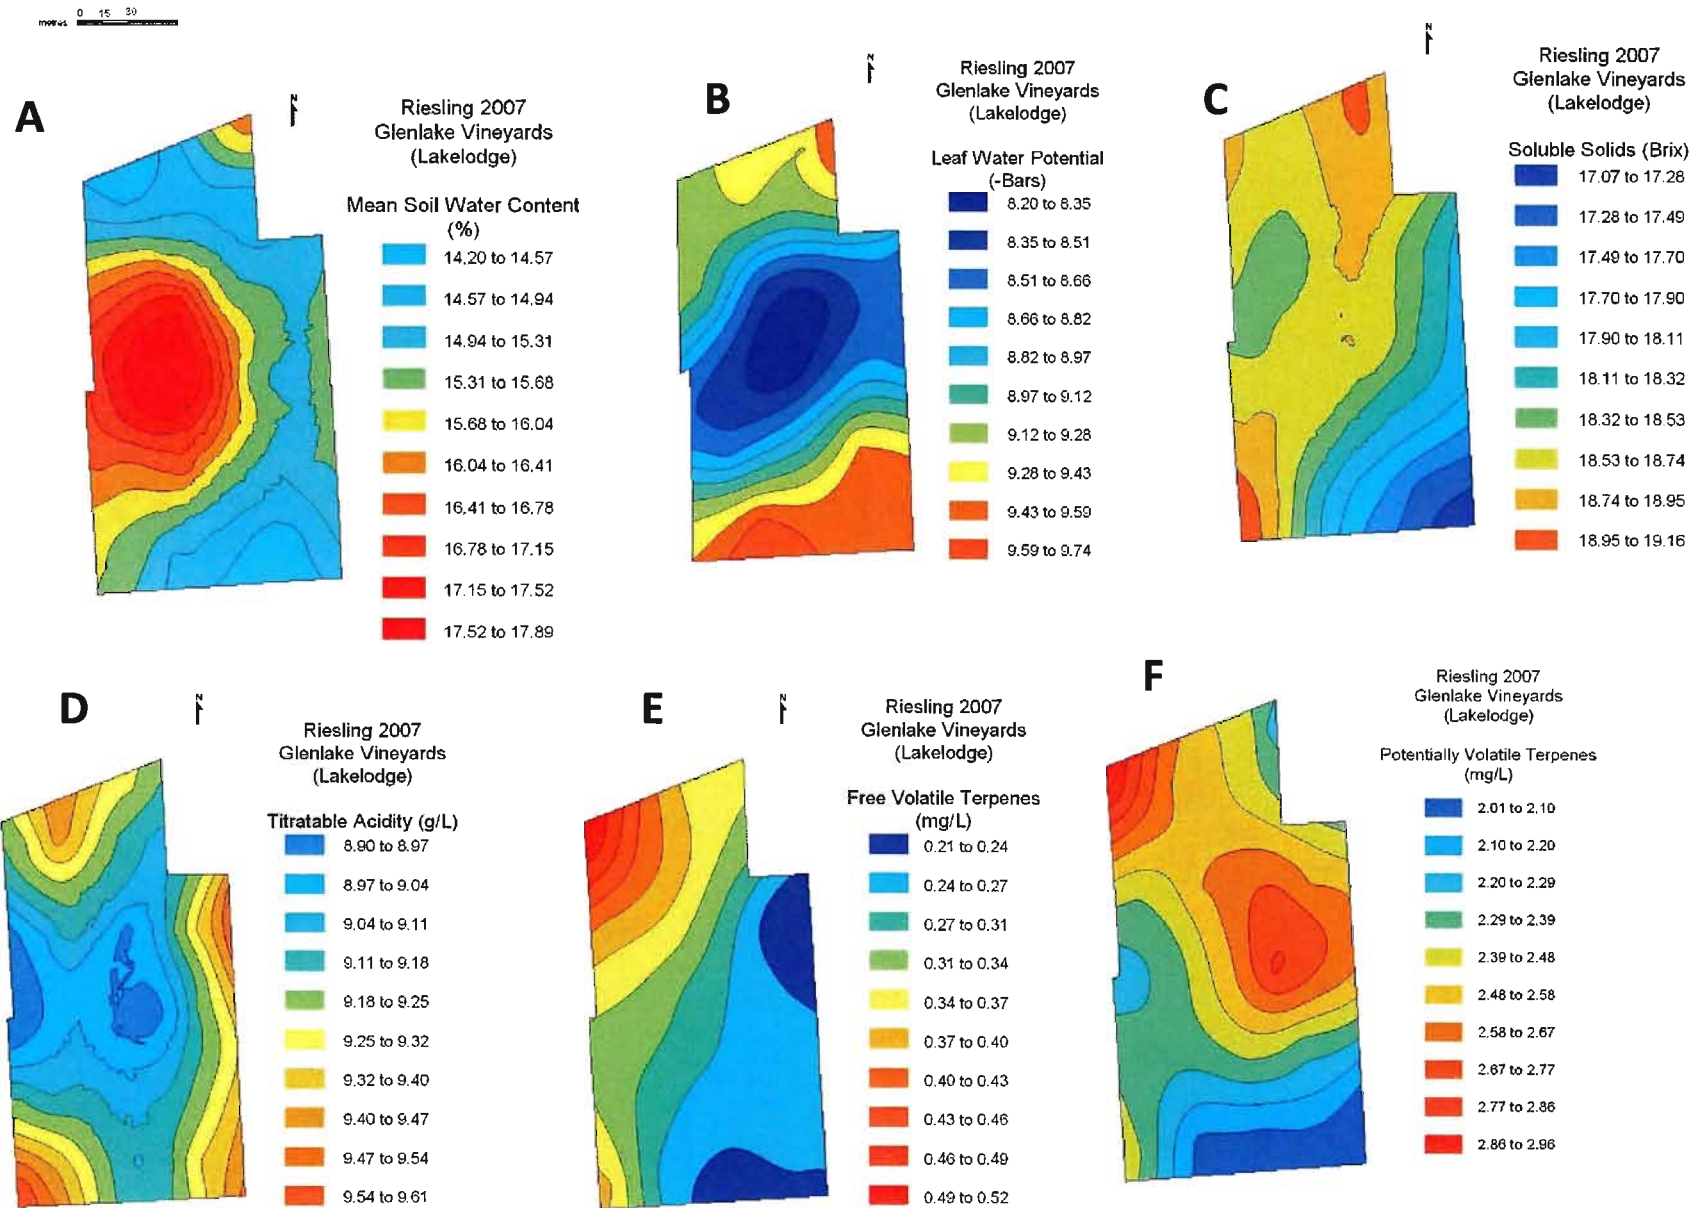 metres 0 15 30
A
N
Riesling 2007
Glenlake Vineyards
(Lakelodge)
Mean Soil Water Content
(%)
14.20 to 14.57
14.57 to 14.94
14.94 to 15.31
15.31 to 15.68
15.68 to 16.04
16.04 to 16.41
16.41 to 16.78
16.78 to 17.15
17.15 to 17.52
17.52 to 17.89
B
N
Riesling 2007
Glenlake Vineyards
(Lakelodge)
Leaf Water Potential
(-Bars)
8.20 to 8.35
8.35 to 8.51
8.51 to 8.66
8.66 to 8.82
8.82 to 8.97
8.97 to 9.12
9.12 to 9.28
9.28 to 9.43
9.43 to 9.59
9.59 to 9.74
C
N
Riesling 2007
Glenlake Vineyards
(Lakelodge)
Soluble Solids (Brix)
17.07 to 17.28
17.28 to 17.49
17.49 to 17.70
17.70 to 17.90
17.90 to 18.11
18.11 to 18.32
18.32 to 18.53
18.53 to 18.74
18.74 to 18.95
18.95 to 19.16
D
N
Riesling 2007
Glenlake Vineyards
(Lakelodge)
Titratable Acidity (g/L)
8.90 to 8.97
8.97 to 9.04
9.04 to 9.11
9.11 to 9.18
9.18 to 9.25
9.25 to 9.32
9.32 to 9.40
9.40 to 9.47
9.47 to 9.54
9.54 to 9.61
E
N
Riesling 2007
Glenlake Vineyards
(Lakelodge)
Free Volatile Terpenes
(mg/L)
0.21 to 0.24
0.24 to 0.27
0.27 to 0.31
0.31 to 0.34
0.34 to 0.37
0.37 to 0.40
0.40 to 0.43
0.43 to 0.46
0.46 to 0.49
0.49 to 0.52
F
Riesling 2007
Glenlake Vineyards
(Lakelodge)
Potentially Volatile Terpenes
(mg/L)
2.01 to 2.10
2.10 to 2.20
2.20 to 2.29
2.29 to 2.39
2.39 to 2.48
2.48 to 2.58
2.58 to 2.67
2.67 to 2.77
2.77 to 2.86
2.86 to 2.96